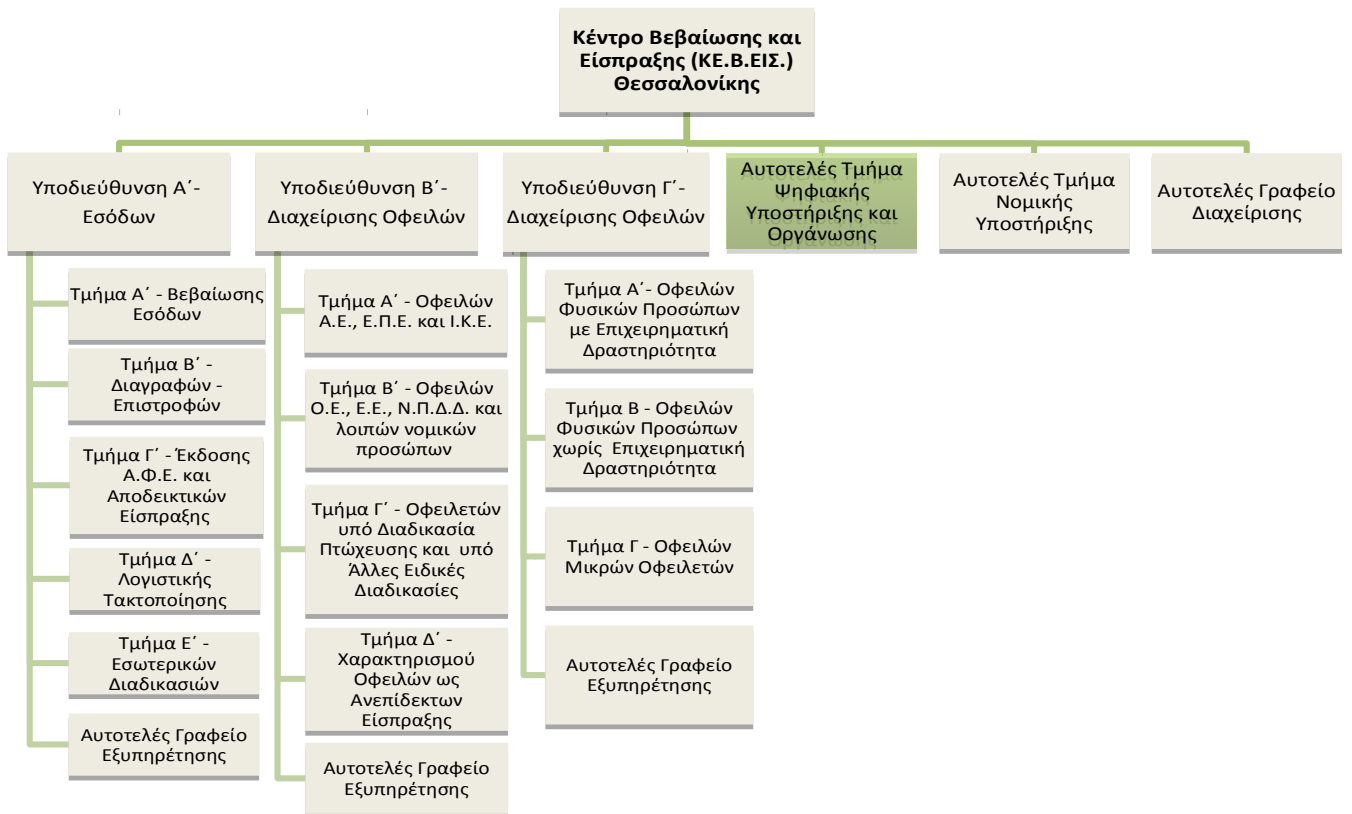 Κέντρο Βεβαίωσης και
Είσπραξης (ΚΕ.Β.ΕΙΣ.)
Θεσσαλονίκης
Υποδιεύθυνση Α΄-
Εσόδων
Τμήμα Α΄ - Βεβαίωσης
Εσόδων
Τμήμα Β΄ -
Διαγραφών -
Επιστροφών
Τμήμα Γ΄ - Έκδοσης
Α.Φ.Ε. και
Αποδεικτικών
Είσπραξης
Τμήμα Δ΄ -
Λογιστικής
Τακτοποίησης
Τμήμα Ε΄ -
Εσωτερικών
Διαδικασιών
Αυτοτελές Γραφείο
Εξυπηρέτησης
Υποδιεύθυνση Β΄-
Διαχείρισης Οφειλών
Τμήμα Α΄ - Οφειλών
Α.Ε., Ε.Π.Ε. και Ι.Κ.Ε.
Τμήμα Β΄ - Οφειλών
Ο.Ε., Ε.Ε., Ν.Π.Δ.Δ. και
λοιπών νομικών
προσώπων
Τμήμα Γ΄ - Οφειλετών
υπό Διαδικασία
Πτώχευσης και υπό
Άλλες Ειδικές
Διαδικασίες
Τμήμα Δ΄ -
Χαρακτηρισμού
Οφειλών ως
Ανεπίδεκτων
Είσπραξης
Αυτοτελές Γραφείο
Εξυπηρέτησης
Υποδιεύθυνση Γ΄-
Διαχείρισης Οφειλών
Τμήμα Α΄- Οφειλών
Φυσικών Προσώπων
με Επιχειρηματική
Δραστηριότητα
Τμήμα Β - Οφειλών
Φυσικών Προσώπων
χωρίς Επιχειρηματική
Δραστηριότητα
Τμήμα Γ - Οφειλών
Μικρών Οφειλετών
Αυτοτελές Γραφείο
Εξυπηρέτησης
Αυτοτελές Τμήμα
Ψηφιακής
Υποστήριξης και
Οργάνωσης
Αυτοτελές Τμήμα
Νομικής
Υποστήριξης
Αυτοτελές Γραφείο
Διαχείρισης